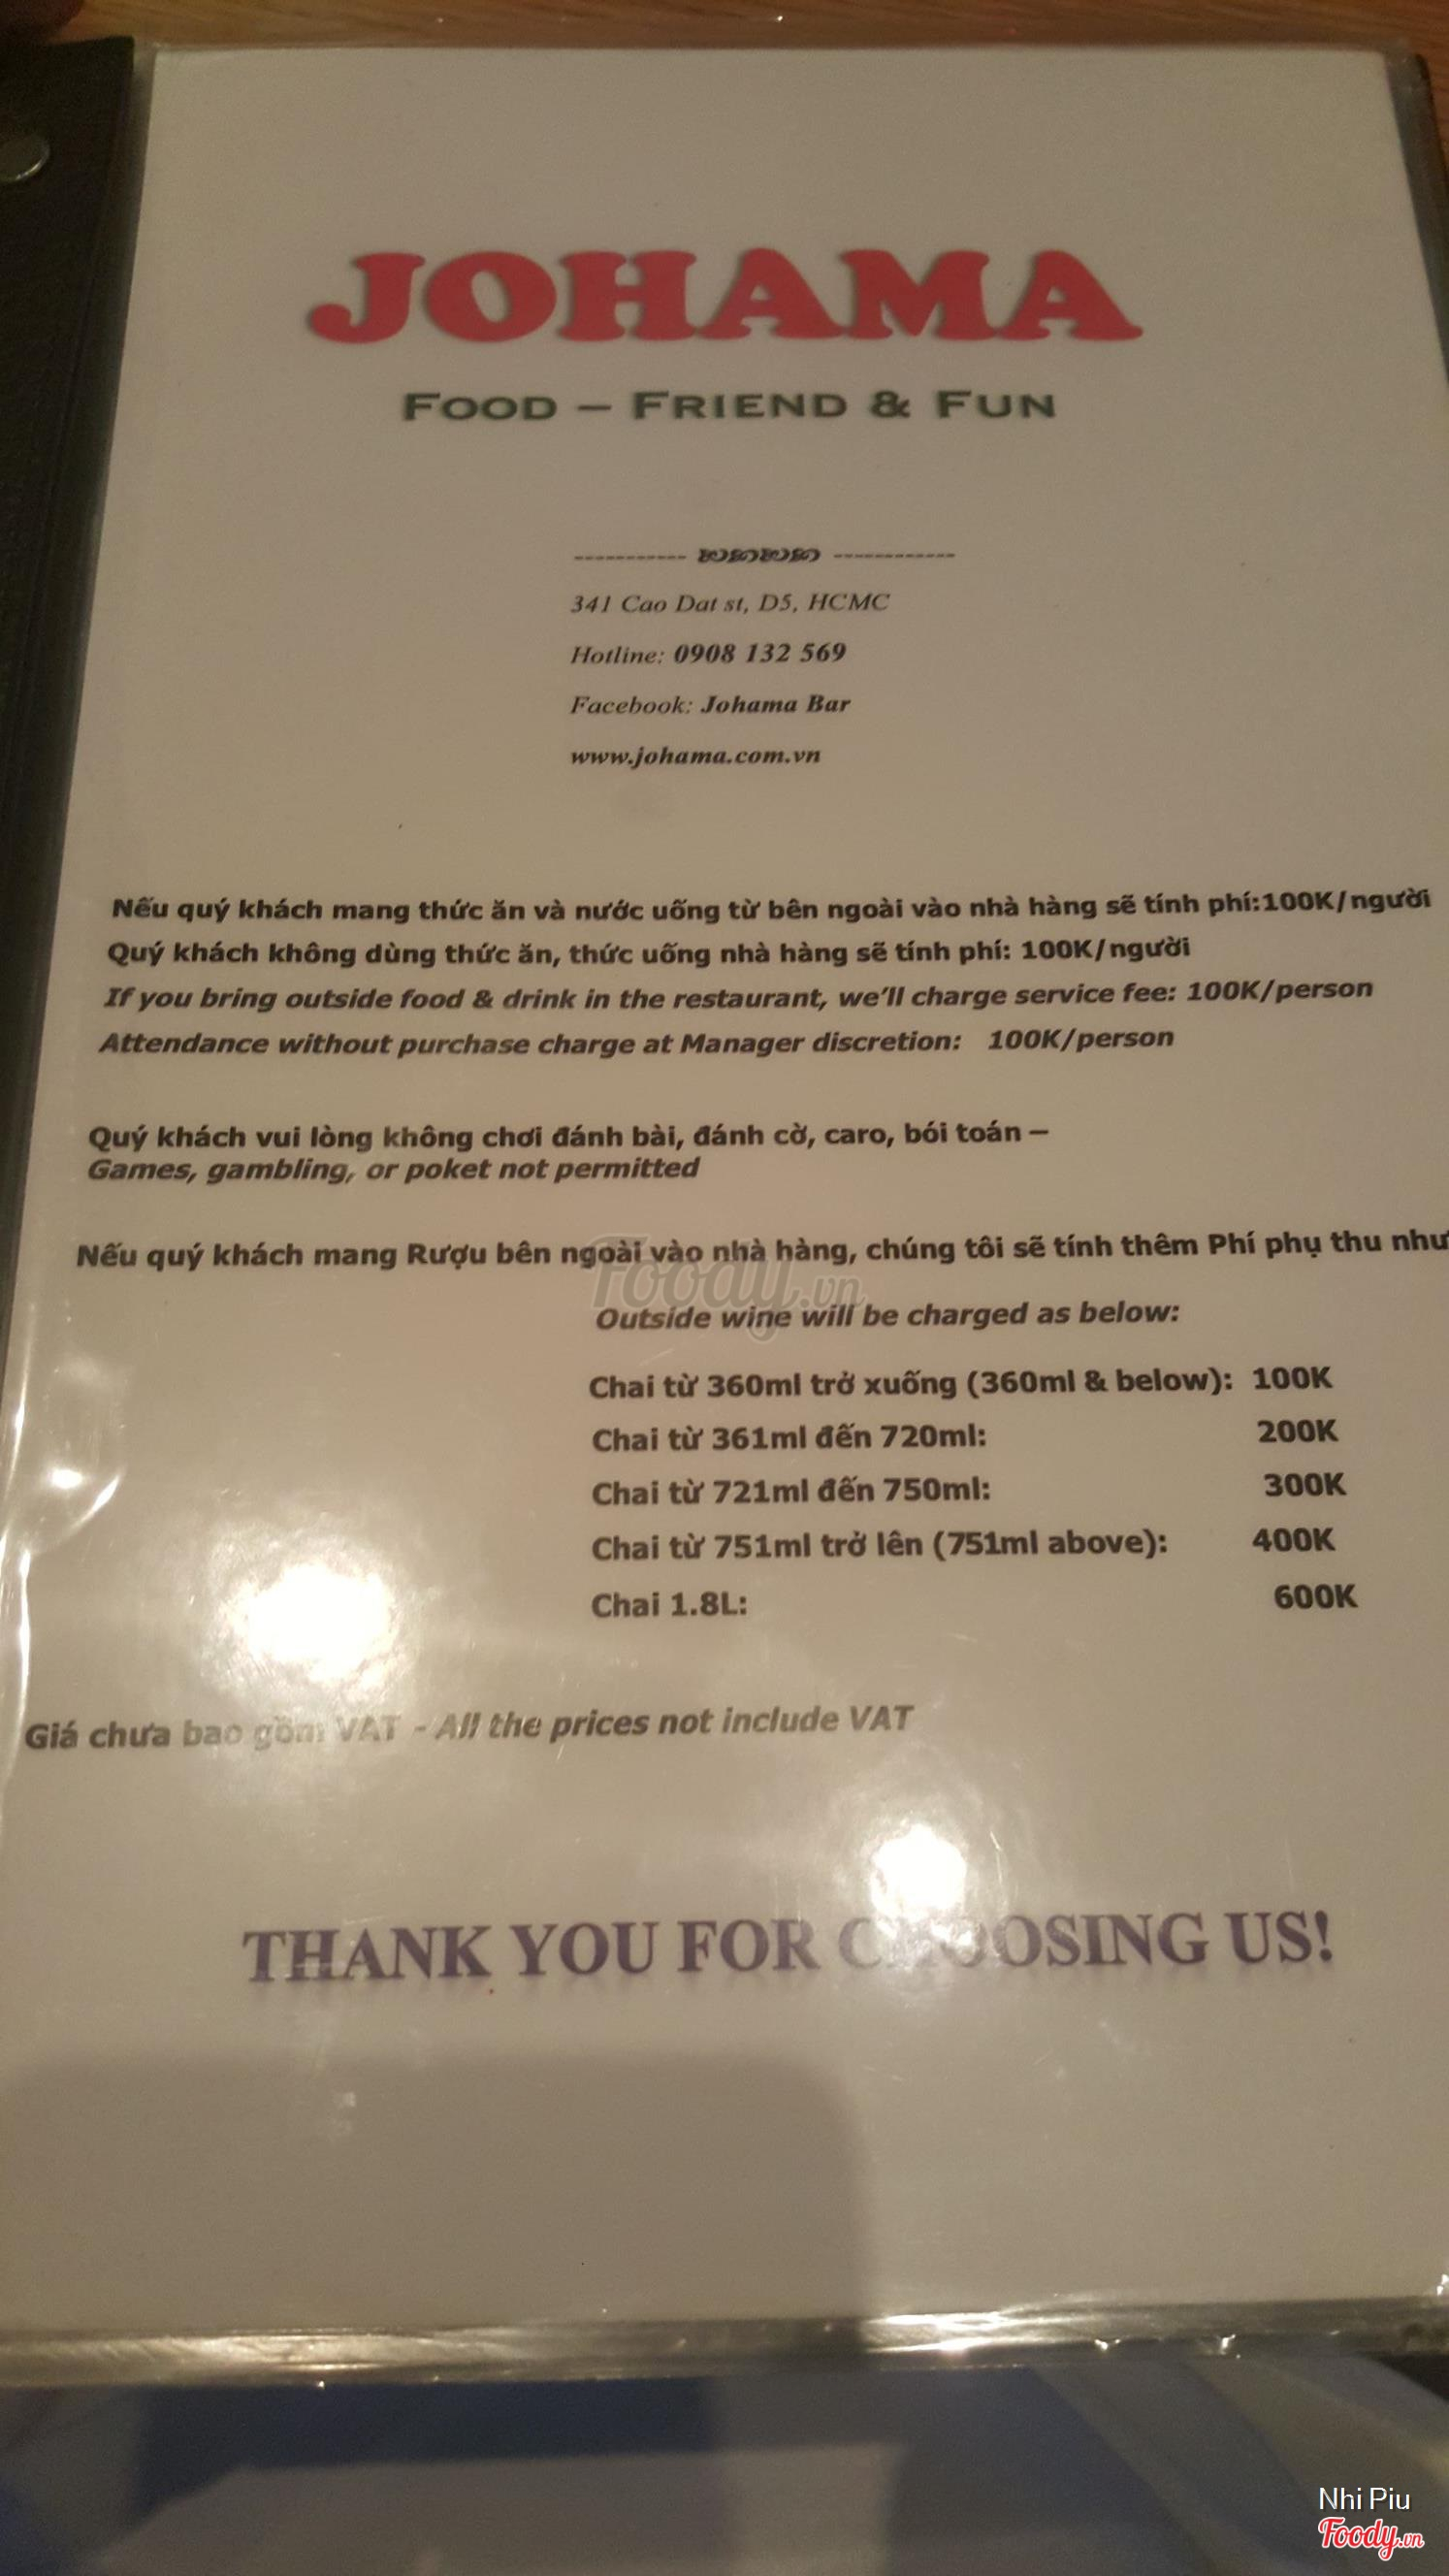 JOHAMA
FOOD – FRIEND & FUN
341 Cao Dat st, D5, HCMC
Hotline: 0908 132 569
Facebook: Johama Bar
www.johama.com.vn
Nếu quý khách mang thức ăn và nước uống từ bên ngoài vào nhà hàng sẽ tính phí:100K/người
Quý khách không dùng thức ăn, thức uống nhà hàng sẽ tính phí: 100K/người
If you bring outside food & drink in the restaurant, we'll charge service fee: 100K/person
Attendance without purchase charge at Manager discretion: 100K/person
Quý khách vui lòng không chơi đánh bài, đánh cờ, caro, bói toán –
Games, gambling, or poket not permitted
Nếu quý khách mang Rượu bên ngoài vào nhà hàng, chúng tôi sẽ tính thêm Phí phụ thu như
Foody.vn
Outside wine will be charged as below:
Chai từ 360ml trở xuống (360ml & below): 100K
Chai từ 361ml đến 720ml: 200K
Chai từ 721ml đến 750ml: 300K
Chai từ 751ml trở lên (751ml above): 400K
Chai 1.8L: 600K
Giá chưa bao gồm VAT - All the prices not include VAT
THANK YOU FOR CHOOSING US!
Nhi Piu
Foody.vn